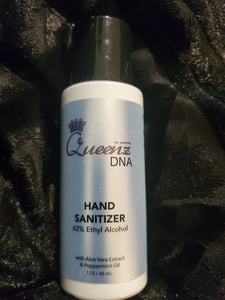 Queenz
DNA
HAND
SANITIZER
62% Ethyl Alcohol
with Aloe Vera Extract
& Peppermint Oil